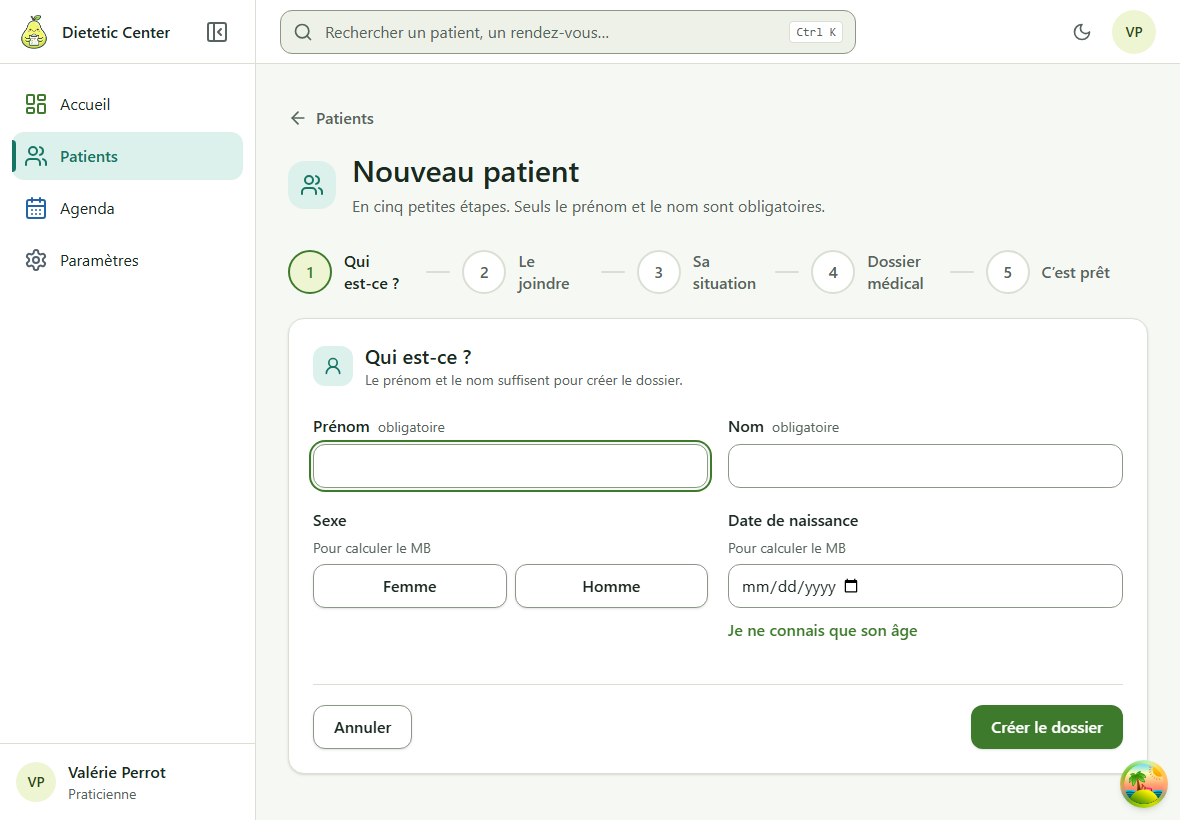 Dietetic Center
Rechercher un patient, un rendez-vous...
Ctrl K
VP
Accueil
Patients
Agenda
Paramètres
Patients
Nouveau patient
En cinq petites étapes. Seuls le prénom et le nom sont obligatoires.
1
Qui
est-ce ?
2
Le
joindre
3
Sa
situation
4
Dossier
médical
5
C’est prêt
Qui est-ce ?
Le prénom et le nom suffisent pour créer le dossier.
Prénom obligatoire
Nom obligatoire
Sexe
Pour calculer le MB
Femme
Homme
Date de naissance
Pour calculer le MB
mm/dd/yyyy
Je ne connais que son âge
Annuler
Créer le dossier
VP
Valérie Perrot
Praticienne